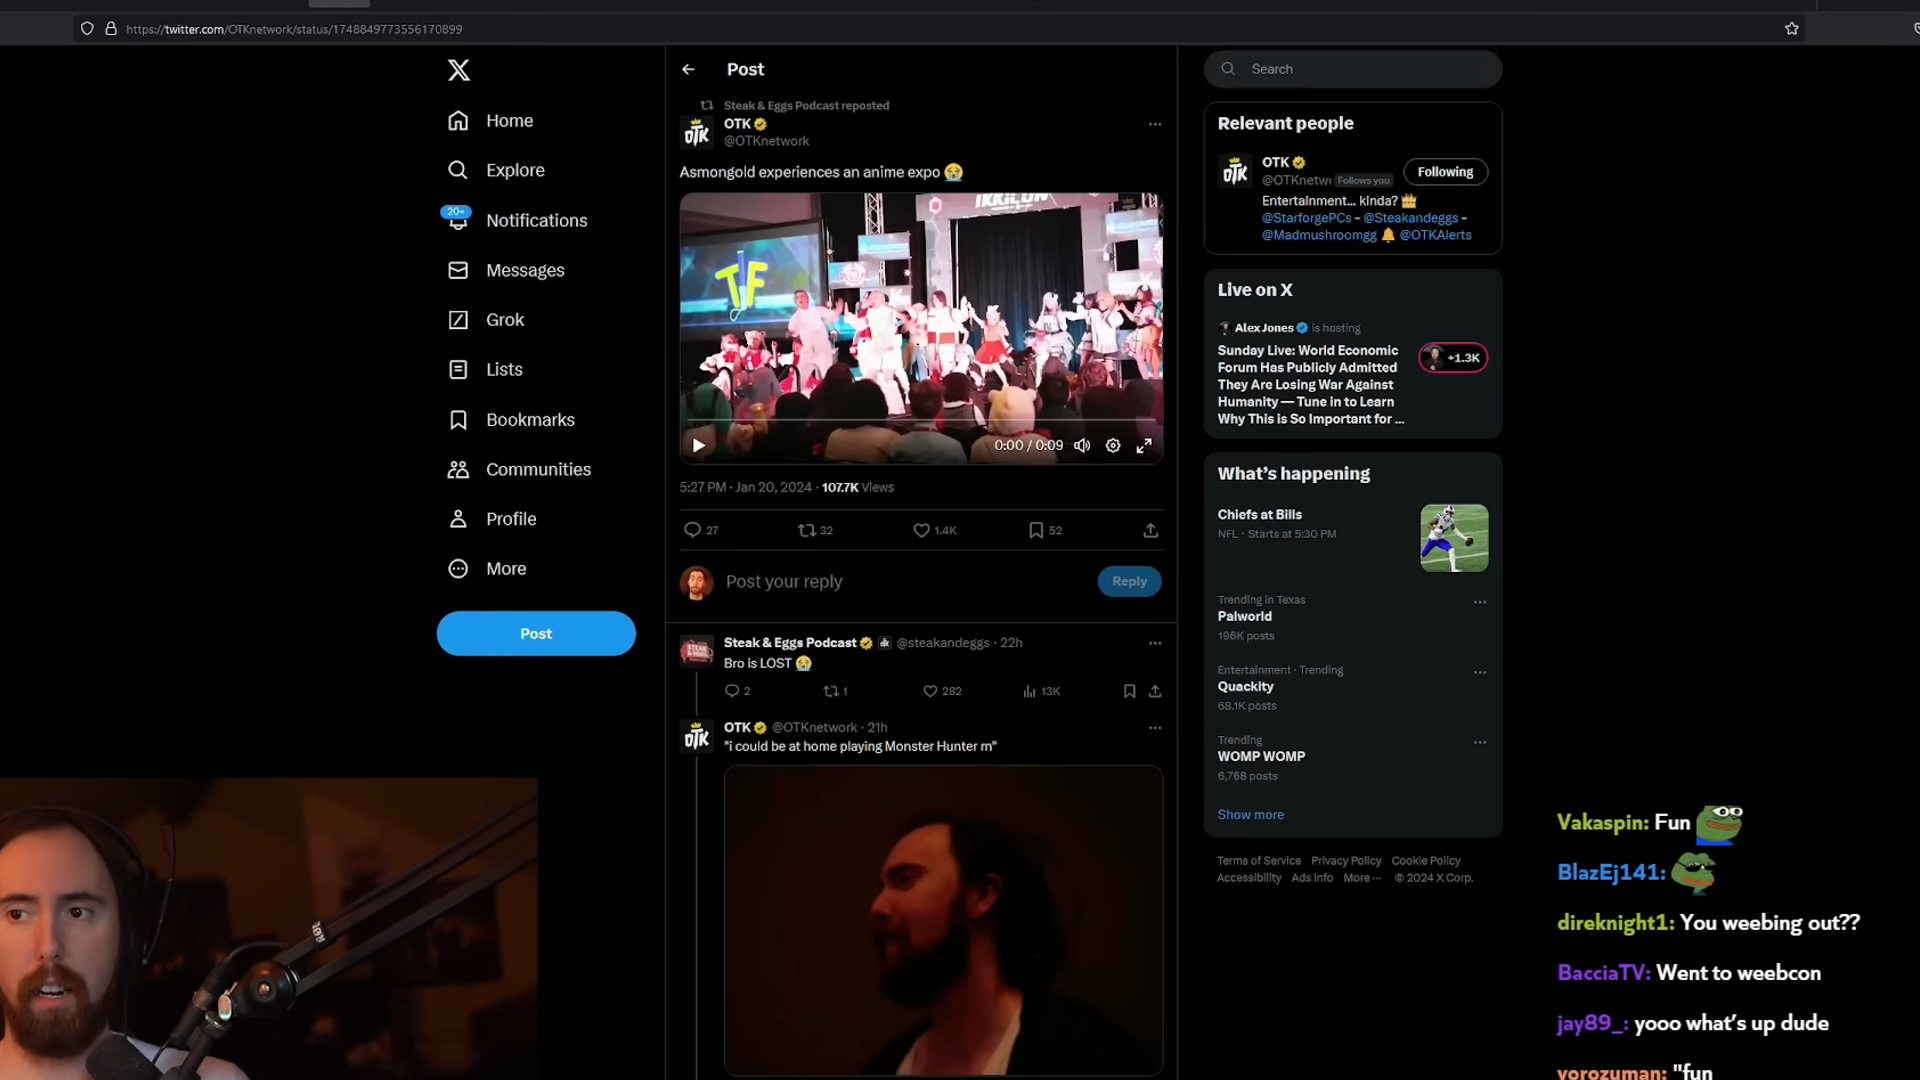 https://twitter.com/OTKnetwork/status/1748849773556170899
Post
Steak & Eggs Podcast reposted
OTK
@OTKnetwork
Asmongold experiences an anime expo
IKKICON
TF
0:00 / 0:09
5:27 PM · Jan 20, 2024 · 107.7K Views
27
32
1.4K
52
Post your reply
Reply
Steak & Eggs Podcast @steakandeggs · 22h
Bro is LOST
2
1
282
13K
OTK @OTKnetwork · 21h
"i could be at home playing Monster Hunter rn"
Home
Explore
20+
Notifications
Messages
Grok
Lists
Bookmarks
Communities
Profile
More
Post
Search
Relevant people
OTK
@OTKnetw Follows you
Following
Entertainment... kinda?
@StarforgePCs - @Steakandeggs -
@Madmushroomgg @OTKAlerts
Live on X
Alex Jones is hosting
Sunday Live: World Economic
Forum Has Publicly Admitted
They Are Losing War Against
Humanity — Tune in to Learn
Why This is So Important for ...
+1.3K
What's happening
Chiefs at Bills
NFL · Starts at 5:30 PM
Trending in Texas
Palworld
196K posts
Entertainment · Trending
Quackity
68.1K posts
Trending
WOMP WOMP
6,768 posts
Show more
Terms of Service Privacy Policy Cookie Policy
Accessibility Ads info More ··· © 2024 X Corp.
Vakaspin: Fun
BlazEj141:
direknight1: You weebing out??
BacciaTV: Went to weebcon
jay89_: yooo what's up dude
yorozuman: "fun